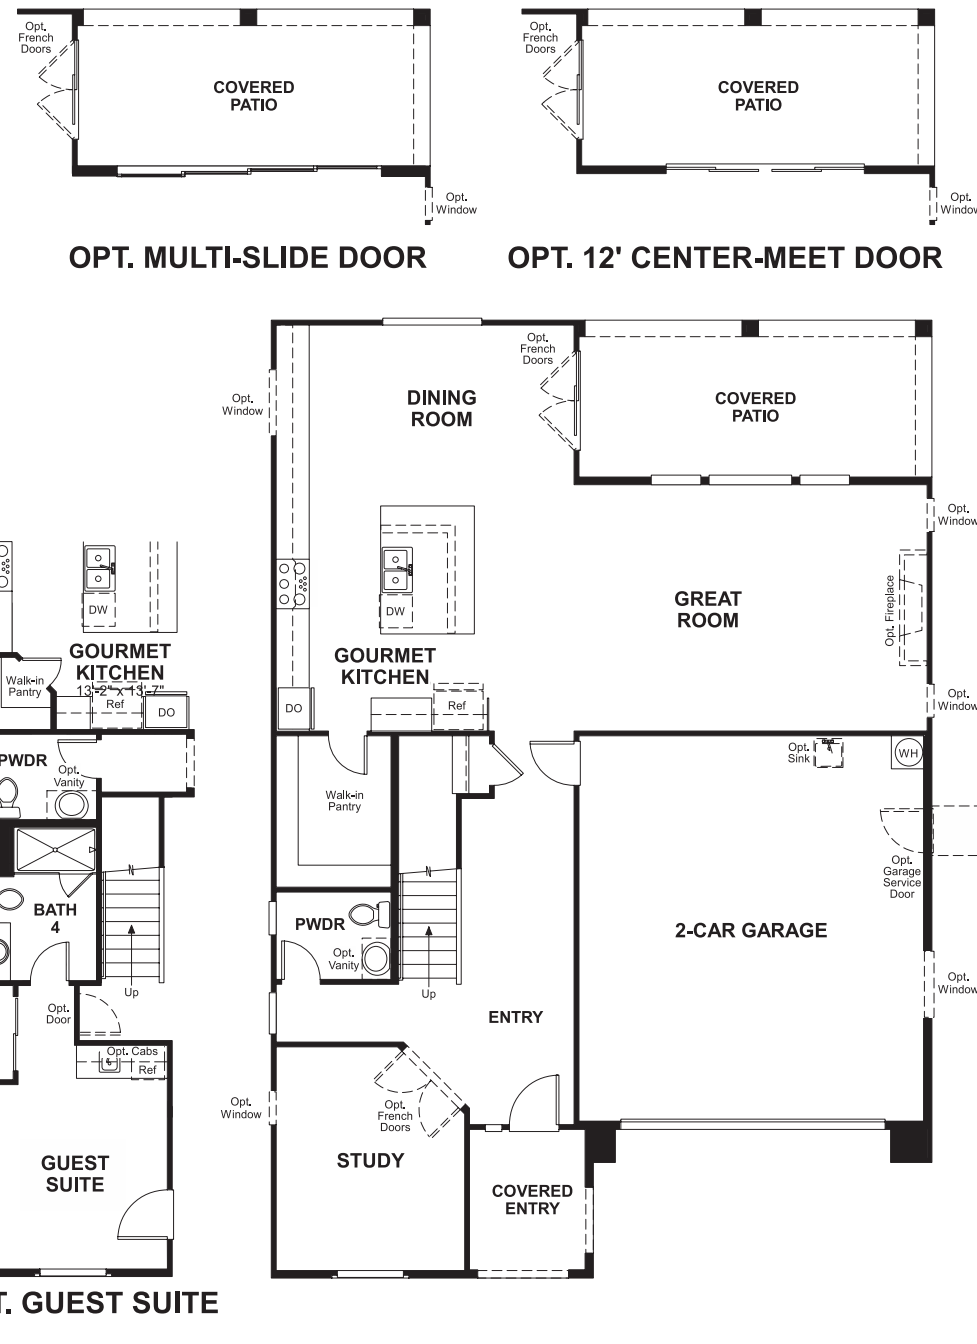 Opt.
French
Doors
COVERED
PATIO
Opt.
Window
OPT. MULTI-SLIDE DOOR
Opt.
French
Doors
COVERED
PATIO
Opt.
Window
OPT. 12' CENTER-MEET DOOR
Opt.
French
Doors
COVERED
PATIO
DINING
ROOM
Opt.
Window
Opt.
Window
DW
GREAT
ROOM
Opt. Fireplace
GOURMET
KITCHEN
DO
Ref
Opt.
Window
Walk-in
Pantry
Opt.
Sink
WH
Opt.
Garage
Service
Door
2-CAR GARAGE
PWDR
Opt.
Vanity
Up
ENTRY
Opt.
Window
Opt.
Window
Opt.
French
Doors
STUDY
COVERED
ENTRY
DW
GOURMET
KITCHEN
13'-2" x 13'-7"
Walk-in
Pantry
Ref
DO
PWDR
Opt.
Vanity
BATH
4
Up
Opt.
Door
Opt. Cabs
Ref
GUEST
SUITE
T. GUEST SUITE